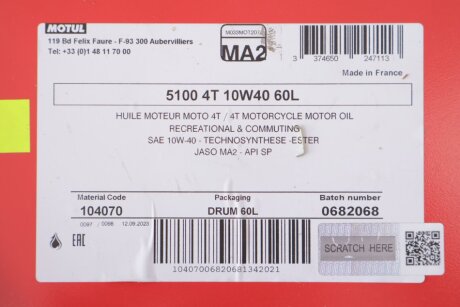 MOTUL
119 Bd Felix Faure - F-93 300 Aubervilliers
Tel: +33 (0)1 48 11 70 00
MA2
3 374650 247113
Made in France
5100 4T 10W40 60L
HUILE MOTEUR MOTO 4T / 4T MOTORCYCLE MOTOR OIL
RECREATIONAL & COMMUTING
SAE 10W-40 - TECHNOSYNTHESE -ESTER
JASO MA2 - API SP
Material Code Packaging Batch number
104070 DRUM 60L 0682068
0097 / 0098 12.09.2023
EAC
SCRATCH HERE
10407006820681342021